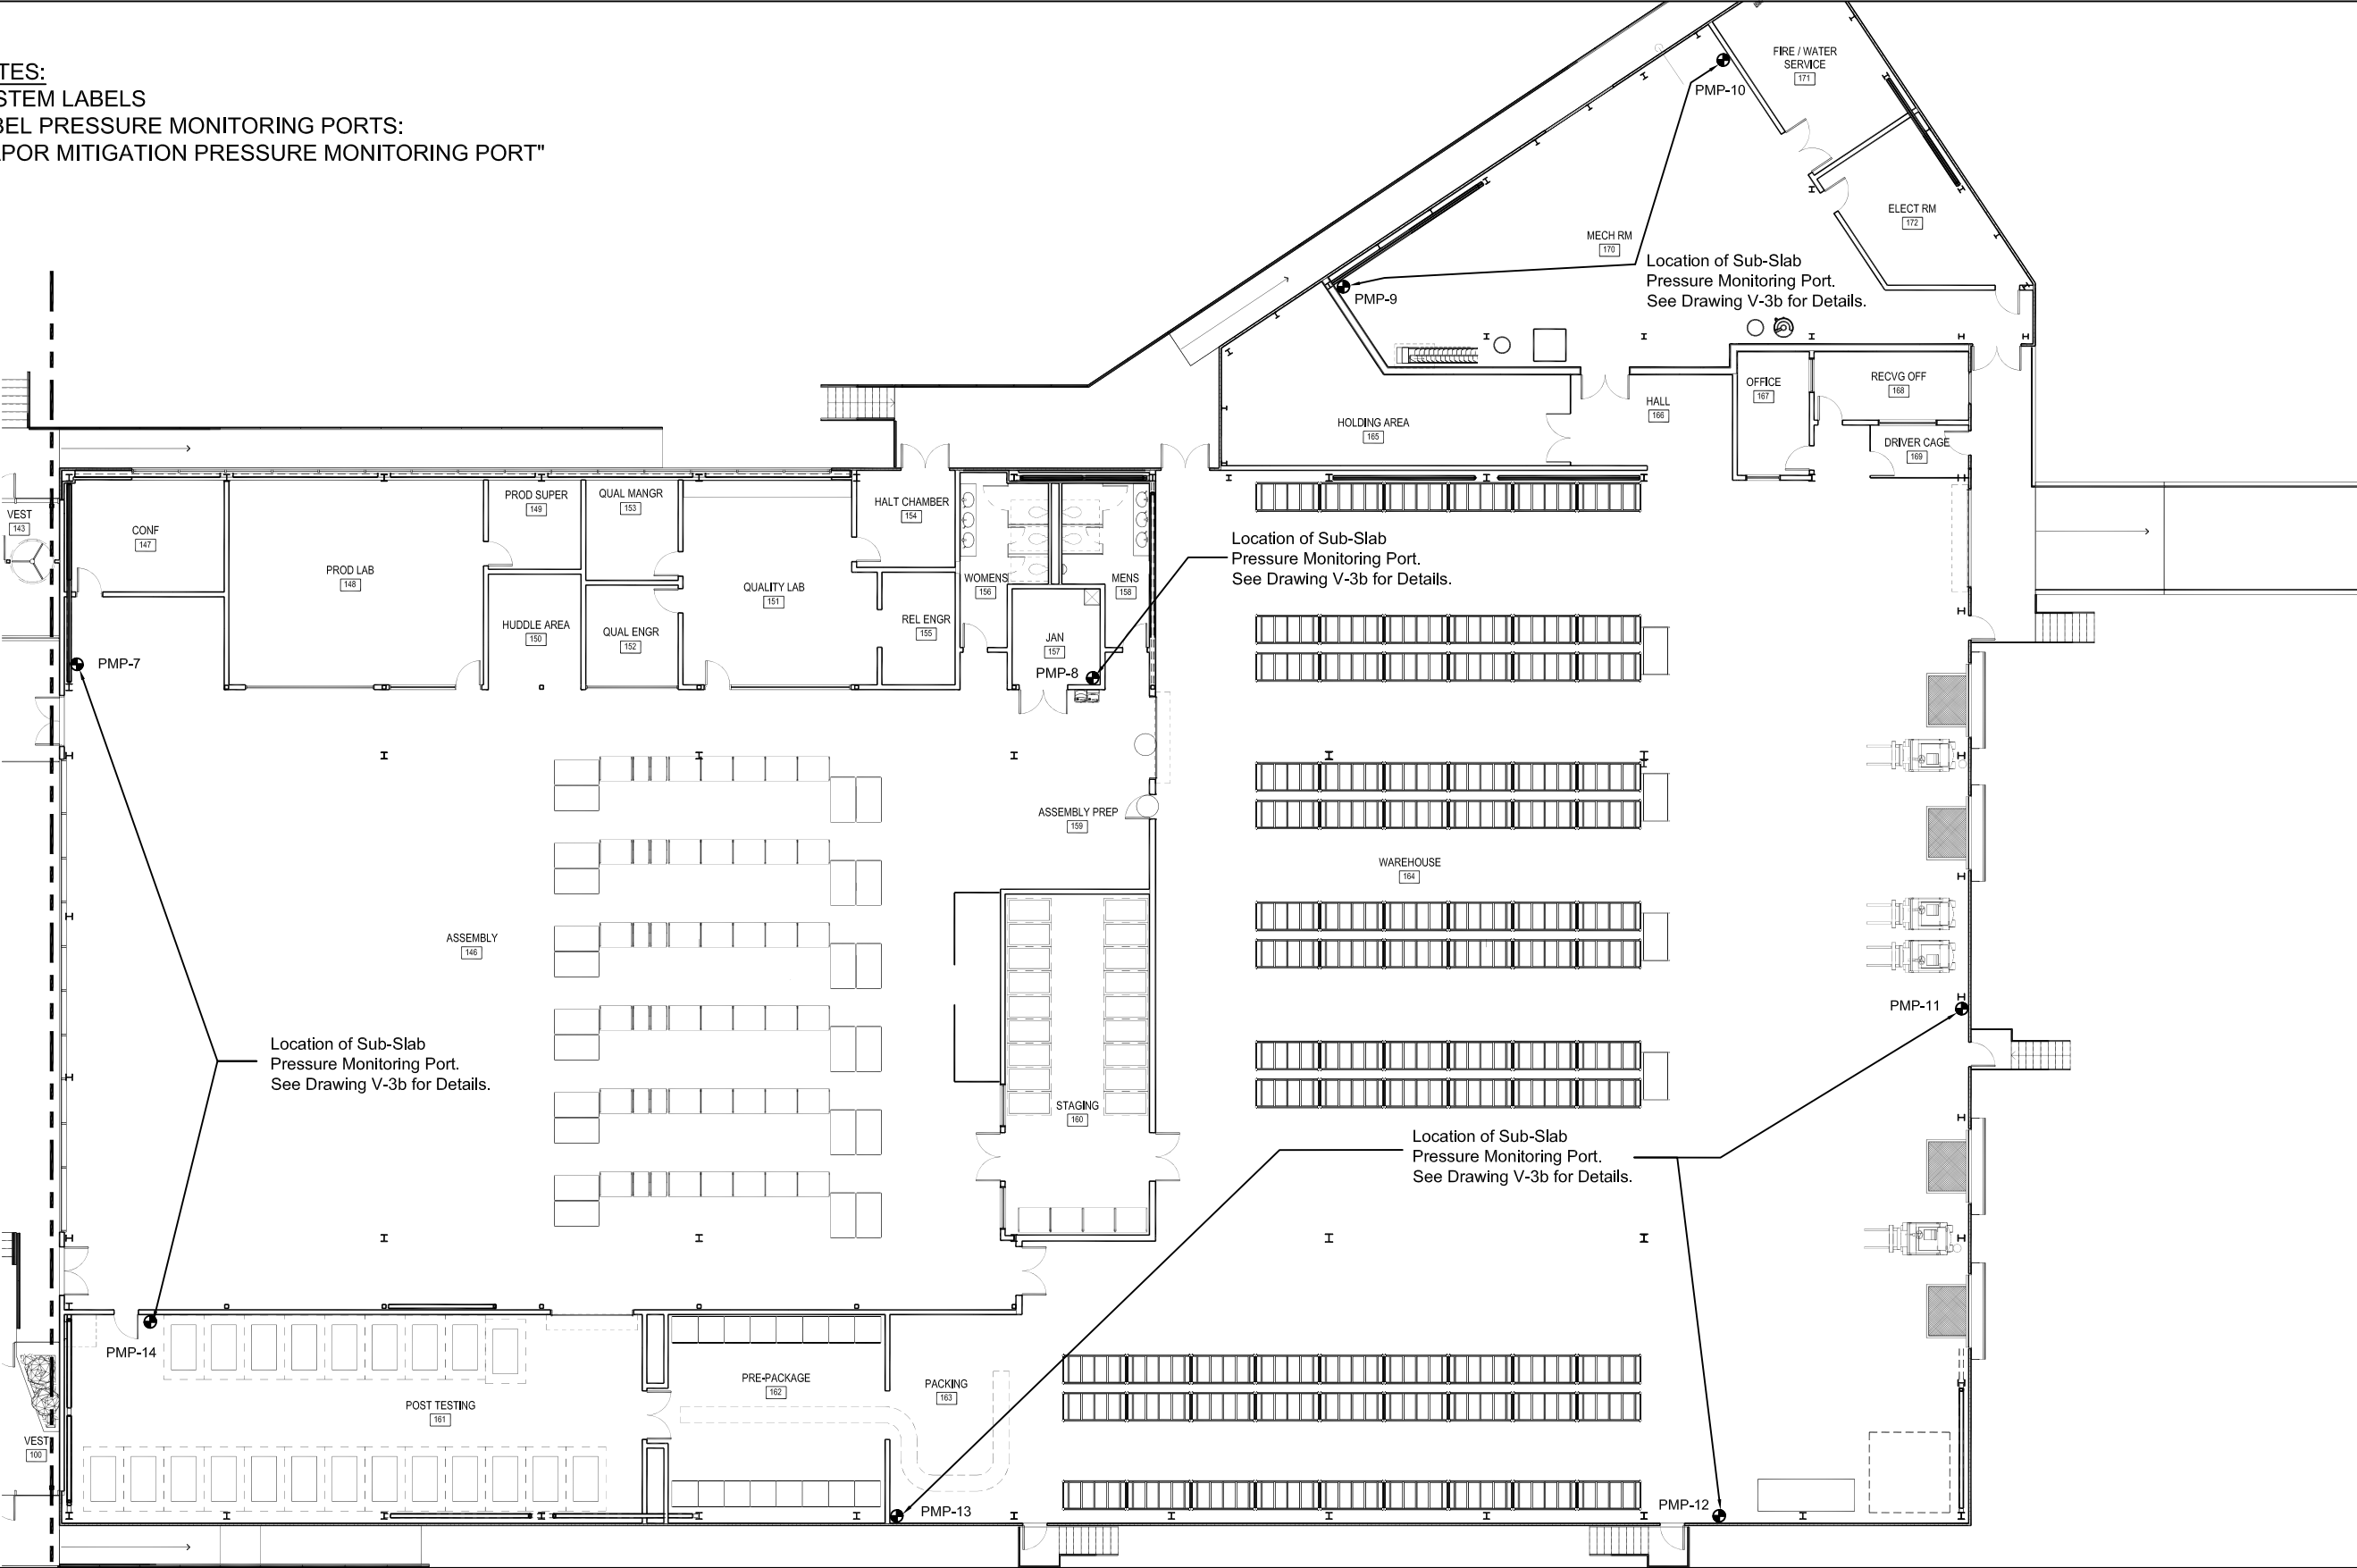 TES:
STEM LABELS
BEL PRESSURE MONITORING PORTS:
APOR MITIGATION PRESSURE MONITORING PORT"
FIRE / WATER
SERVICE
171
PMP-10
ELECT RM
172
MECH RM
170
Location of Sub-Slab
Pressure Monitoring Port.
See Drawing V-3b for Details.
PMP-9
OFFICE
167
RECVG OFF
168
HALL
166
HOLDING AREA
165
DRIVER CAGE
169
VEST
143
CONF
147
PROD LAB
148
PROD SUPER
149
QUAL MANGR
153
HALT CHAMBER
154
QUALITY LAB
151
WOMENS
156
MENS
158
Location of Sub-Slab
Pressure Monitoring Port.
See Drawing V-3b for Details.
HUDDLE AREA
150
QUAL ENGR
152
REL ENGR
155
JAN
157
PMP-7
PMP-8
ASSEMBLY PREP
159
WAREHOUSE
164
ASSEMBLY
146
PMP-11
Location of Sub-Slab
Pressure Monitoring Port.
See Drawing V-3b for Details.
STAGING
160
Location of Sub-Slab
Pressure Monitoring Port.
See Drawing V-3b for Details.
PMP-14
PRE-PACKAGE
162
PACKING
163
POST TESTING
161
VEST
100
PMP-13
PMP-12